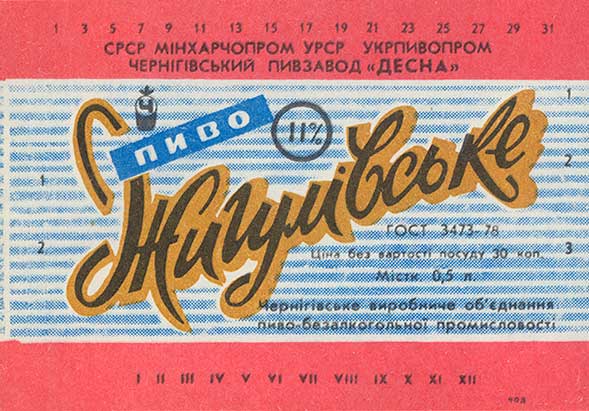 1 3 5 7 9 11 13 15 17 19 21 23 25 27 29 31
СРСР МІНХАРЧОПРОМ УРСР УКРПИВОПРОМ
ЧЕРНІГІВСЬКИЙ ПИВЗАВОД «ДЕСНА»
Ч
ПИВО
11%
1
Жигулівське
1
2
ГОСТ 3473-78
2
3
Ціна без вартості посуду 30 коп.
Містк. 0,5 л.
Чернігівське виробниче об'єднання
пиво-безалкогольної промисловості
I II III IV V VI VII VIII IX X XI XII